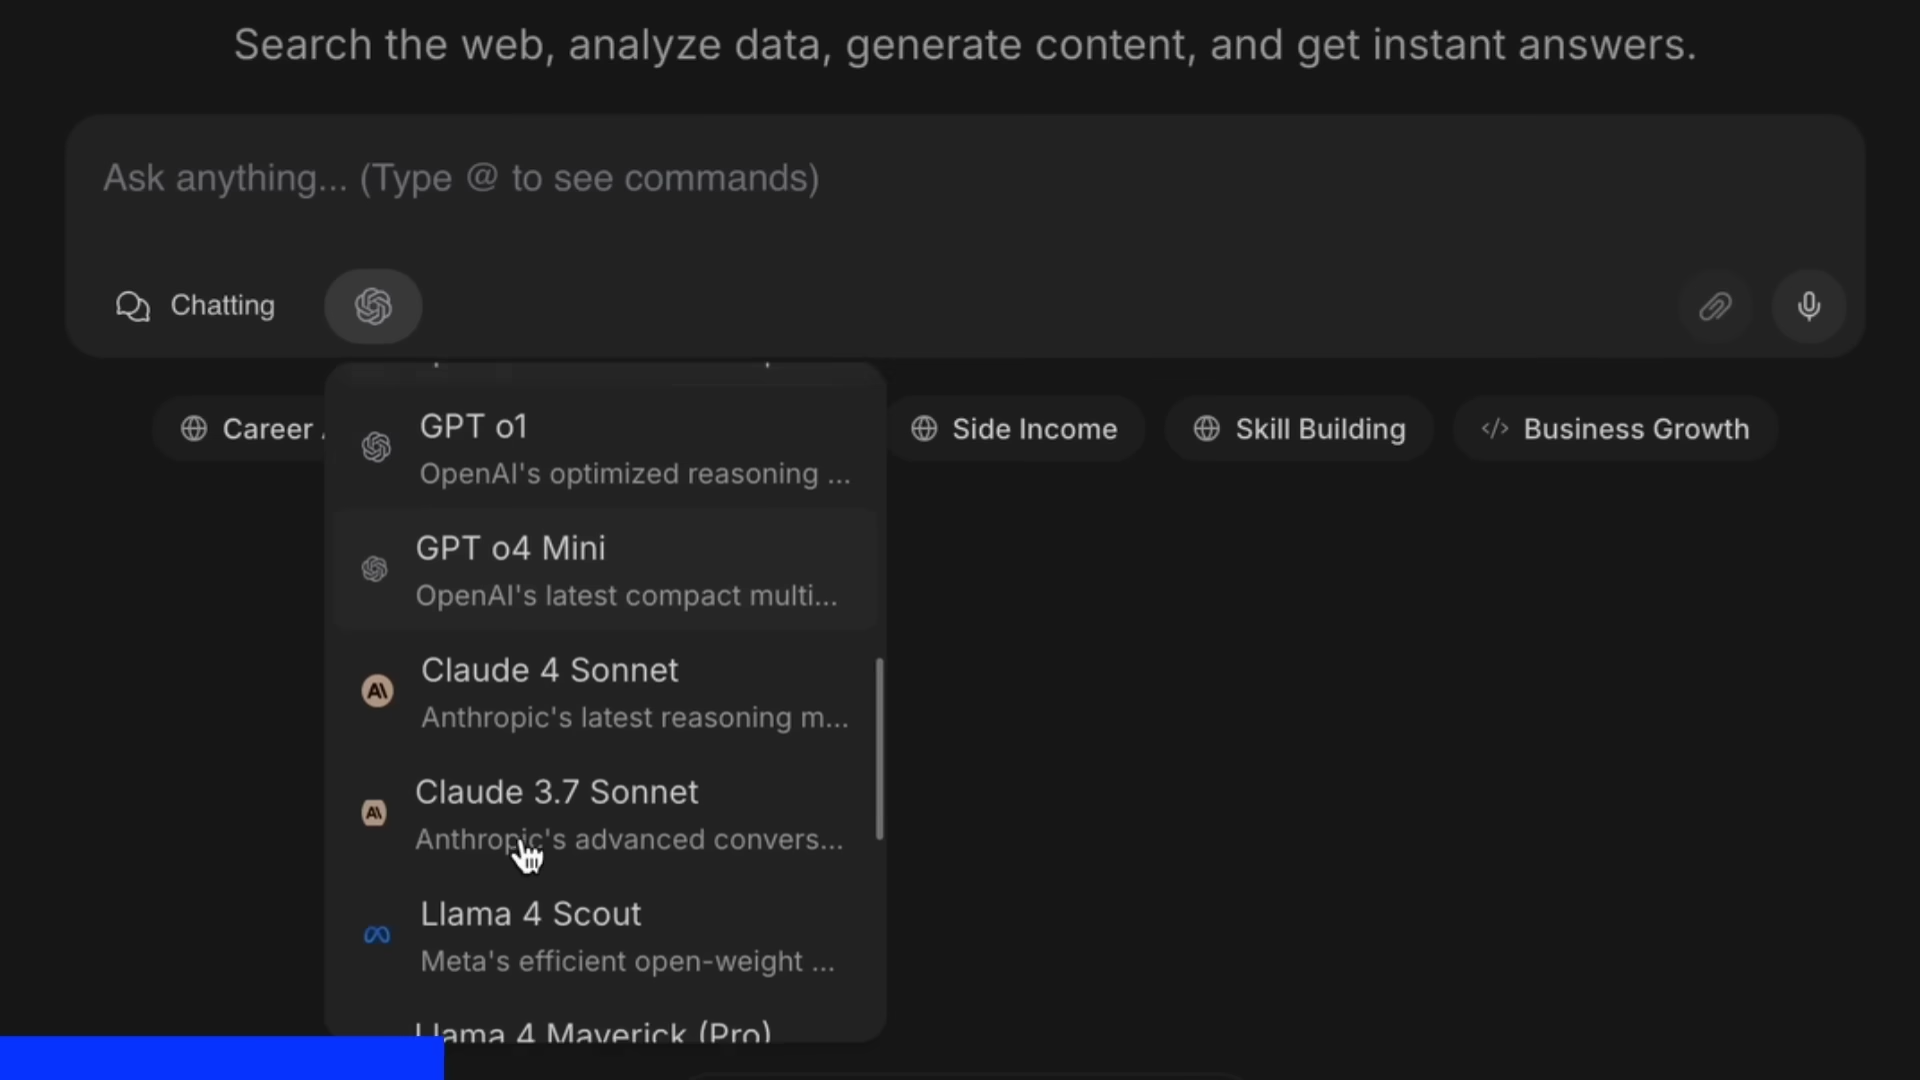 Search the web, analyze data, generate content, and get instant answers.
Ask anything... (Type @ to see commands)
Chatting
Career
Side Income
Skill Building
Business Growth
GPT o1
OpenAI's optimized reasoning ...
GPT o4 Mini
OpenAI's latest compact multi...
Claude 4 Sonnet
Anthropic's latest reasoning m...
Claude 3.7 Sonnet
Anthropic's advanced convers...
Llama 4 Scout
Meta's efficient open-weight ...
Llama 4 Maverick (Pro)